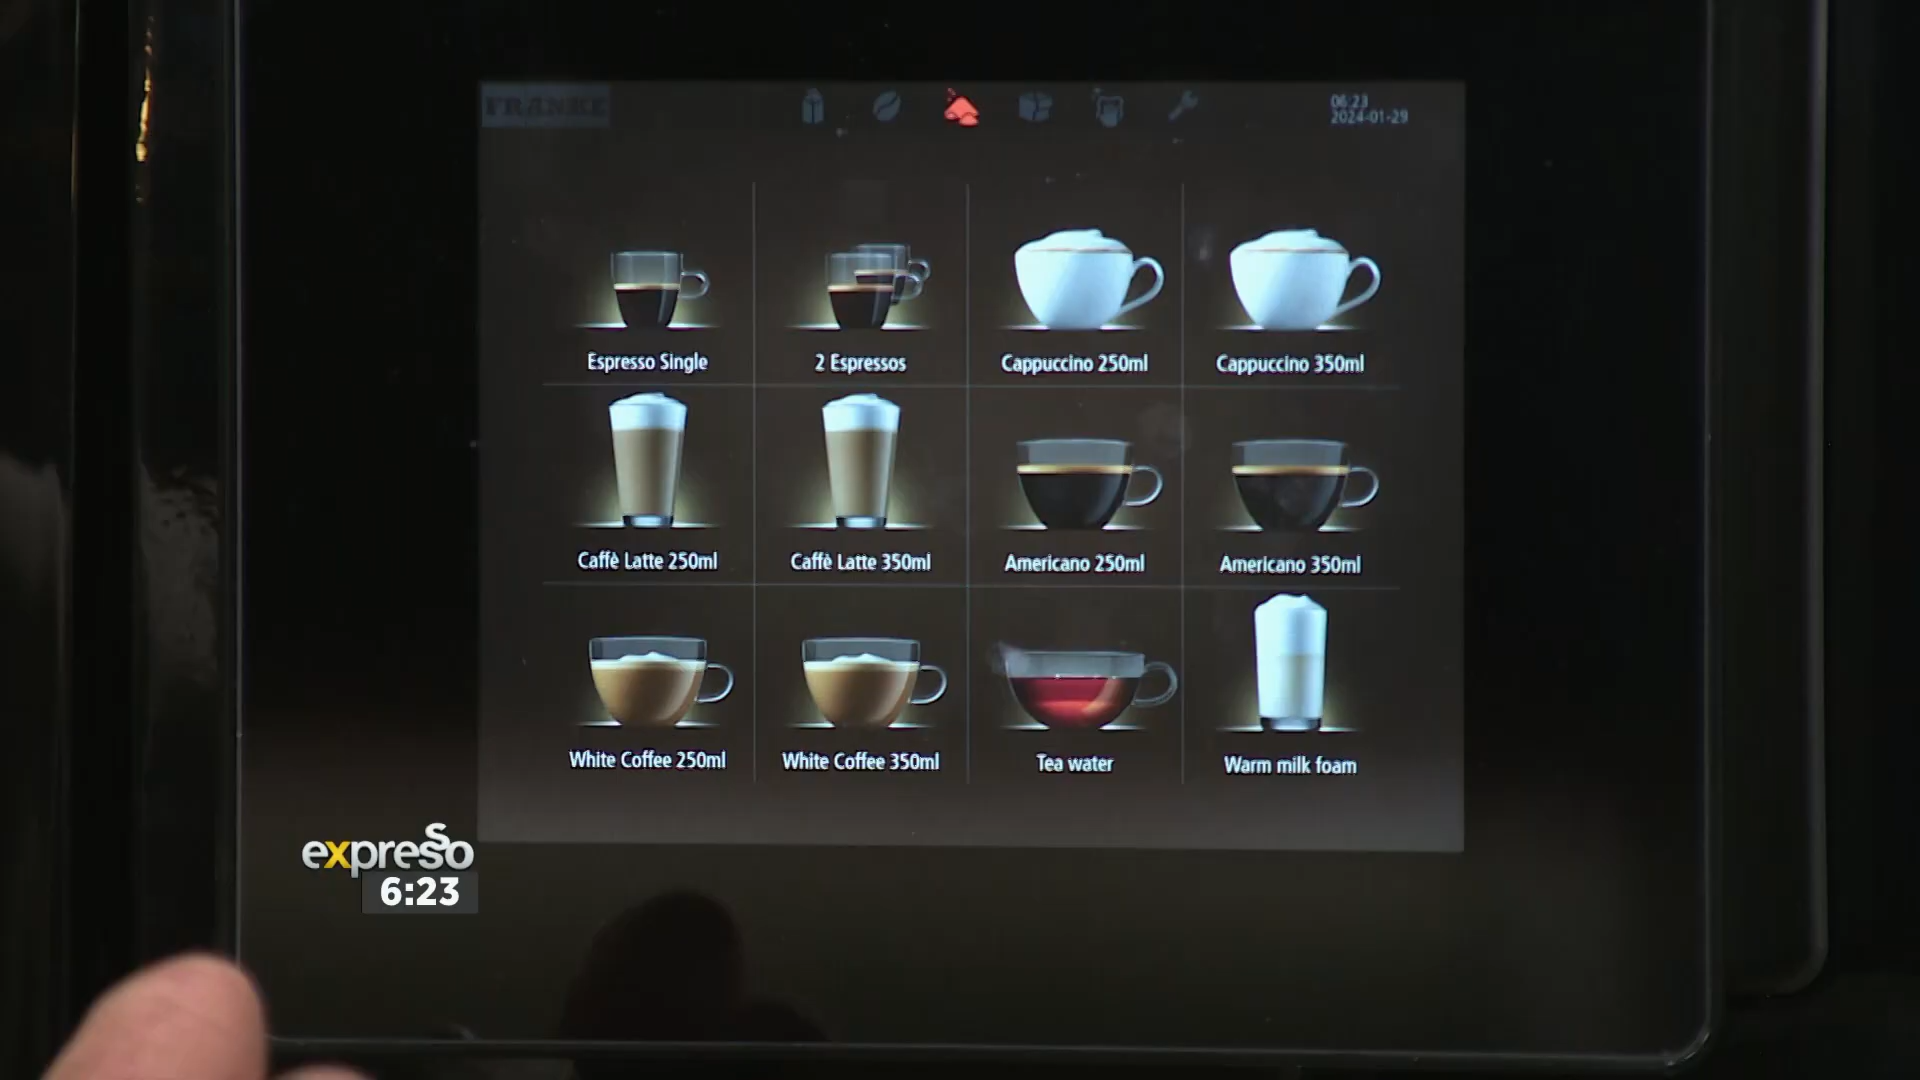 FRANKE
06:23
2024-01-29
Espresso Single
2 Espressos
Cappuccino 250ml
Cappuccino 350ml
Caffè Latte 250ml
Caffè Latte 350ml
Americano 250ml
Americano 350ml
White Coffee 250ml
White Coffee 350ml
Tea water
Warm milk foam
expresso
6:23